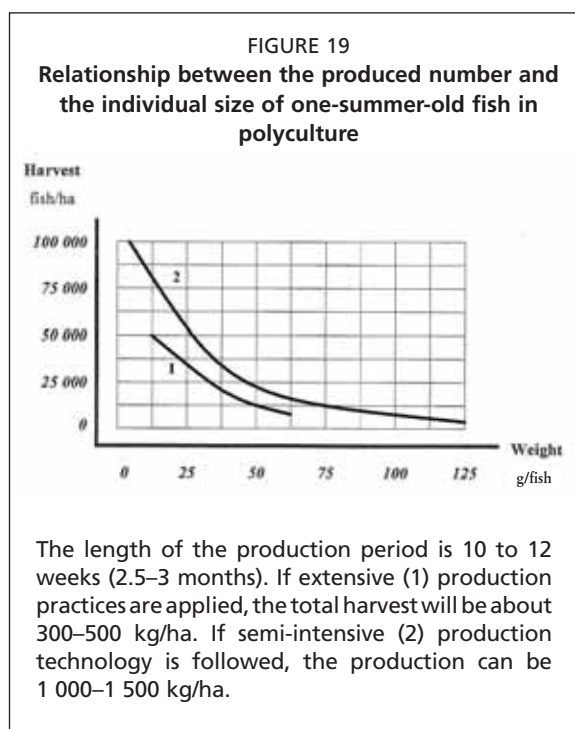 FIGURE 19
Relationship between the produced number and
the individual size of one-summer-old fish in
polyculture
Harvest
fish/ha
100 000
75 000
50 000
25 000
0
2
1
Weight
g/fish
0 25 50 75 100 125
The length of the production period is 10 to 12
weeks (2.5–3 months). If extensive (1) production
practices are applied, the total harvest will be about
300–500 kg/ha. If semi-intensive (2) production
technology is followed, the production can be
1 000–1 500 kg/ha.